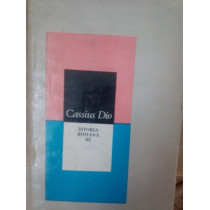 Cassius Dio
ISTORIA
ROMANĂ
III